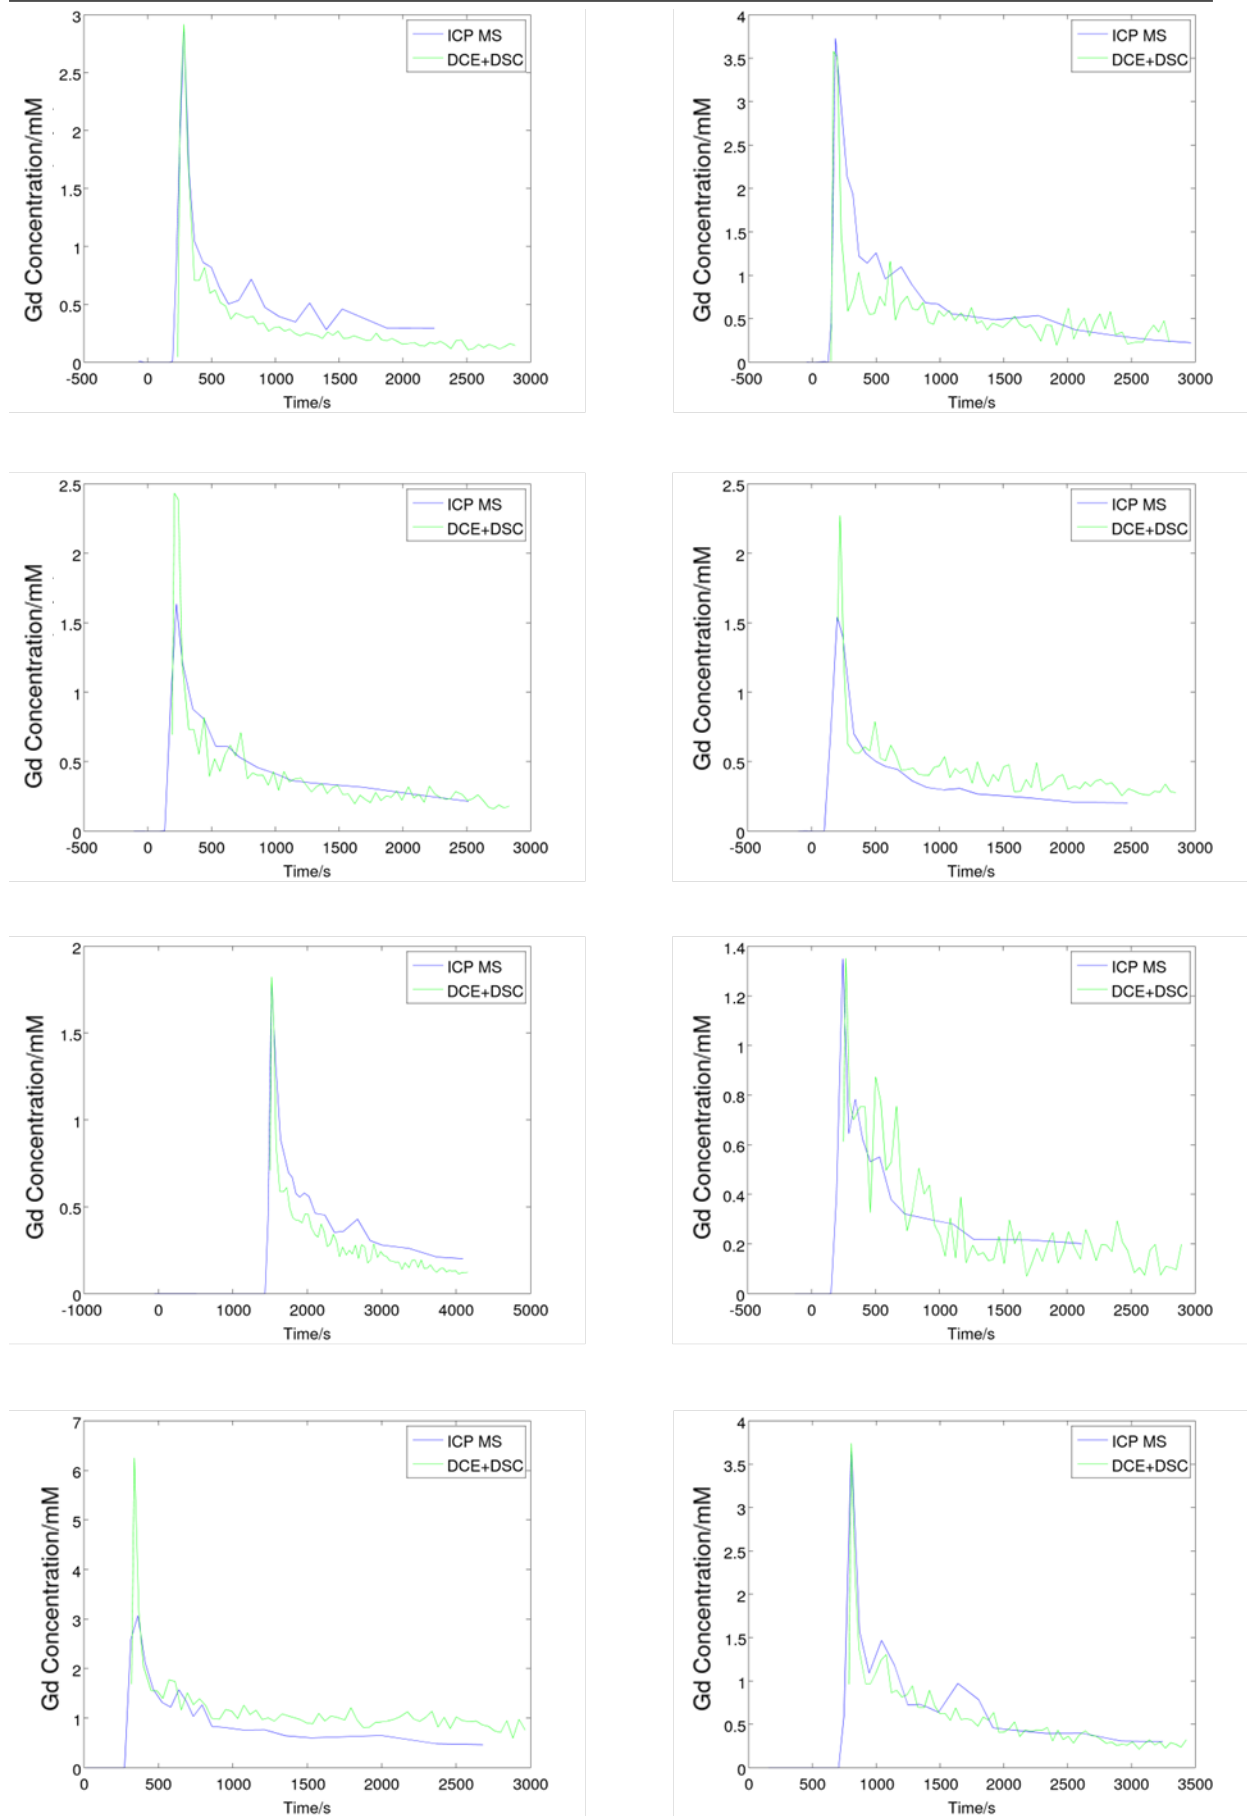 3
2.5
2
1.5
1
0.5
0
-500 0 500 1000 1500 2000 2500 3000
Time/s
Gd Concentration/mM
ICP MS
DCE+DSC
4
3.5
3
2.5
2
1.5
1
0.5
0
-500 0 500 1000 1500 2000 2500 3000
Time/s
Gd Concentration/mM
ICP MS
DCE+DSC
2.5
2
1.5
1
0.5
0
-500 0 500 1000 1500 2000 2500 3000
Time/s
Gd Concentration/mM
ICP MS
DCE+DSC
2.5
2
1.5
1
0.5
0
-500 0 500 1000 1500 2000 2500 3000
Time/s
Gd Concentration/mM
ICP MS
DCE+DSC
2
1.5
1
0.5
0
-1000 0 1000 2000 3000 4000 5000
Time/s
Gd Concentration/mM
ICP MS
DCE+DSC
1.4
1.2
1
0.8
0.6
0.4
0.2
0
-500 0 500 1000 1500 2000 2500 3000
Time/s
Gd Concentration/mM
ICP MS
DCE+DSC
7
6
5
4
3
2
1
0
0 500 1000 1500 2000 2500 3000
Time/s
Gd Concentration/mM
ICP MS
DCE+DSC
4
3.5
3
2.5
2
1.5
1
0.5
0
0 500 1000 1500 2000 2500 3000 3500
Time/s
Gd Concentration/mM
ICP MS
DCE+DSC